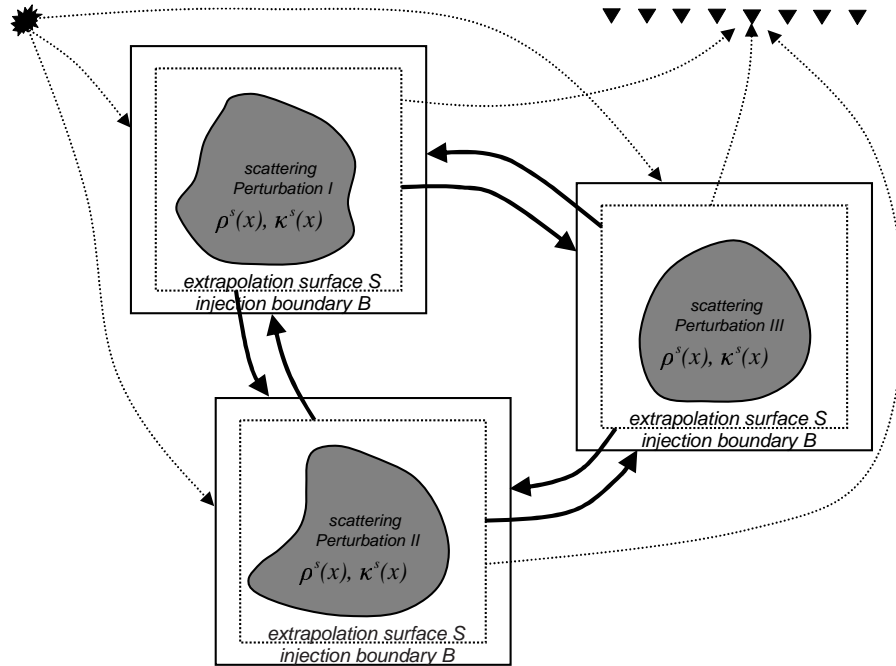 scattering
Perturbation I
ρˢ(x), κˢ(x)
extrapolation surface S
injection boundary B
scattering
Perturbation III
ρˢ(x), κˢ(x)
extrapolation surface S
injection boundary B
scattering
Perturbation II
ρˢ(x), κˢ(x)
extrapolation surface S
injection boundary B